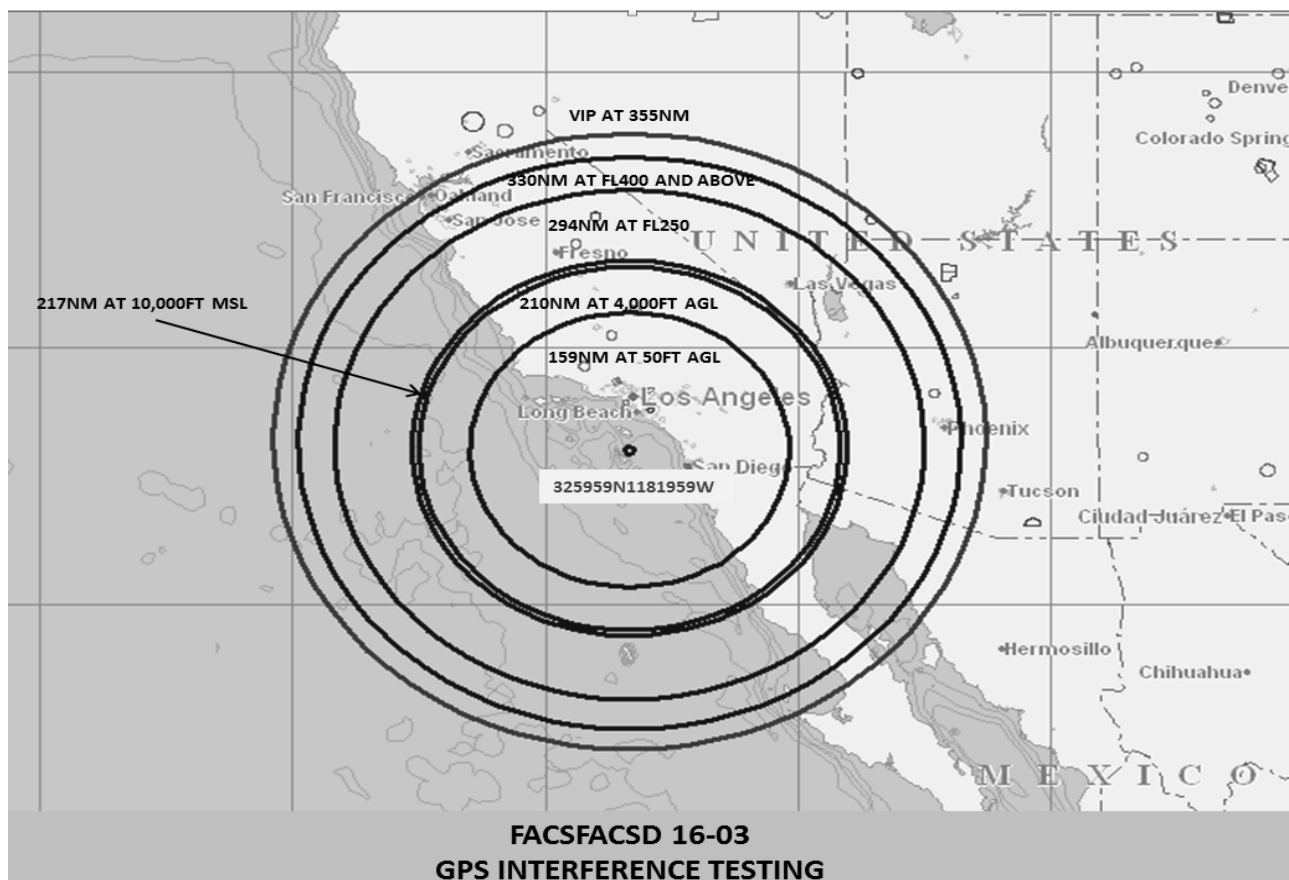 Denve
VIP AT 355NM
Colorado Spring
Sacramento
330NM AT FL400 AND ABOVE
San Francisco
Oakland
San Jose
294NM AT FL250
UNITED STATES
Fresno
Las Vegas
217NM AT 10,000FT MSL
210NM AT 4,000FT AGL
Albuquerque
159NM AT 50FT AGL
Los Angeles
Long Beach
Phoenix
San Diego
325959N1181959W
Tucson
Ciudad Juárez
El Paso
Hermosillo
Chihuahua
MEXICO
FACSFACSD 16-03
GPS INTERFERENCE TESTING